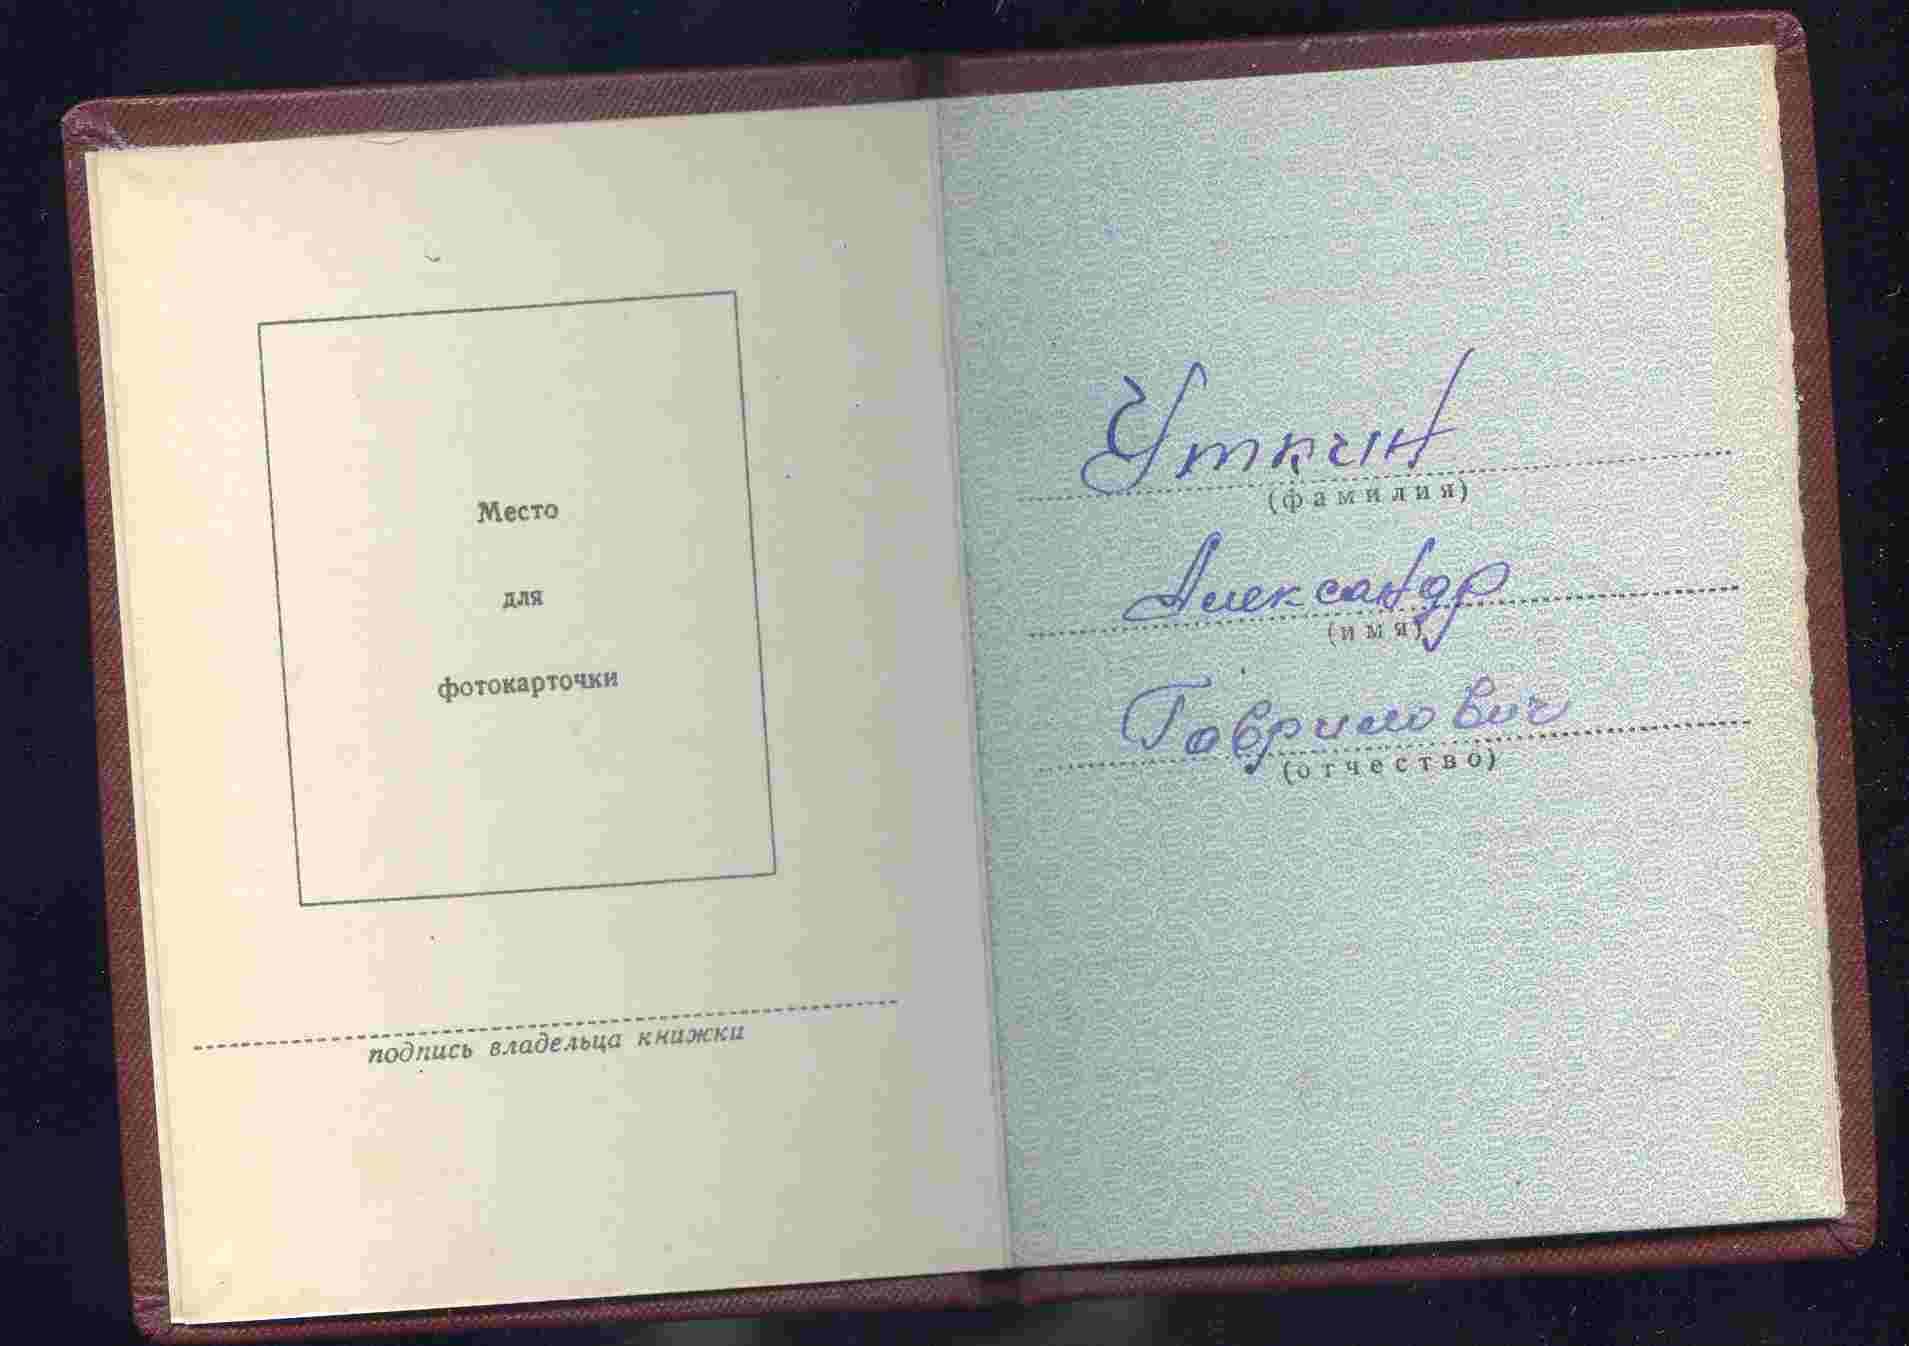 Место
для
фотокарточки
подпись владельца книжки
Уткин
(фамилия)
Александр
(имя)
Гаврилович
(отчество)